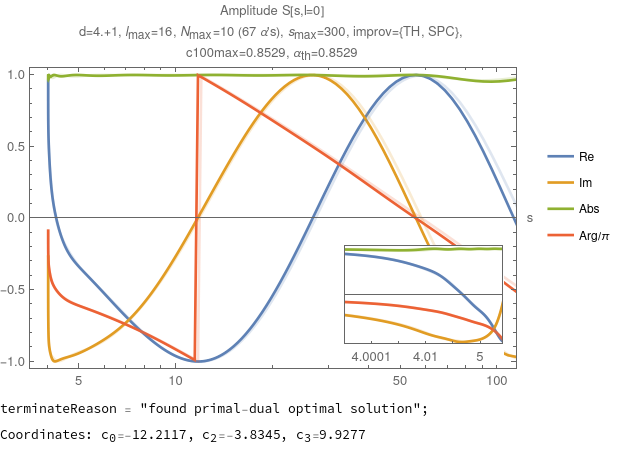 Amplitude S[s,l=0]
d=4.+1, lmax=16, Nmax=10 (67 α's), smax=300, improv={TH, SPC},
c100max=0.8529, αth=0.8529
1.0
0.5
0.0
-0.5
-1.0
s
Re
Im
Abs
Arg/π
4.0001 4.01 5
5 10 50 100
terminateReason = "found primal-dual optimal solution";
Coordinates: c0=-12.2117, c2=-3.8345, c3=9.9277